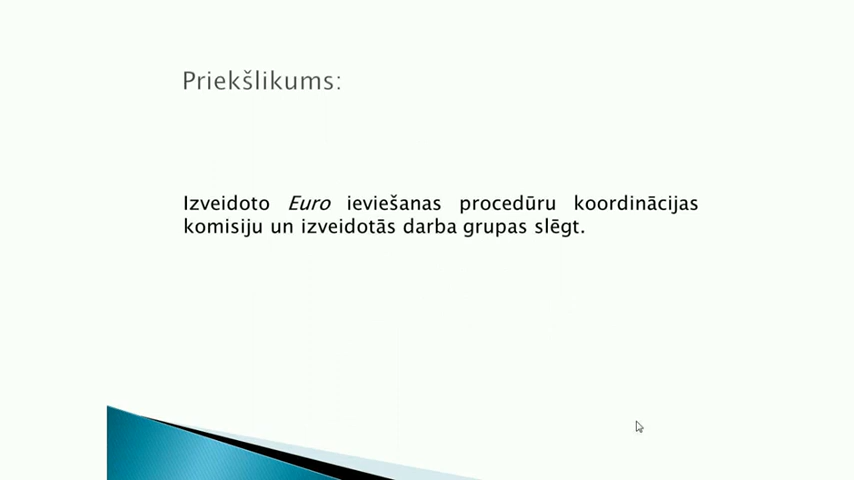 Priekšlikums:
Izveidoto Euro ieviešanas procedūru koordinācijas
komisiju un izveidotās darba grupas slēgt.